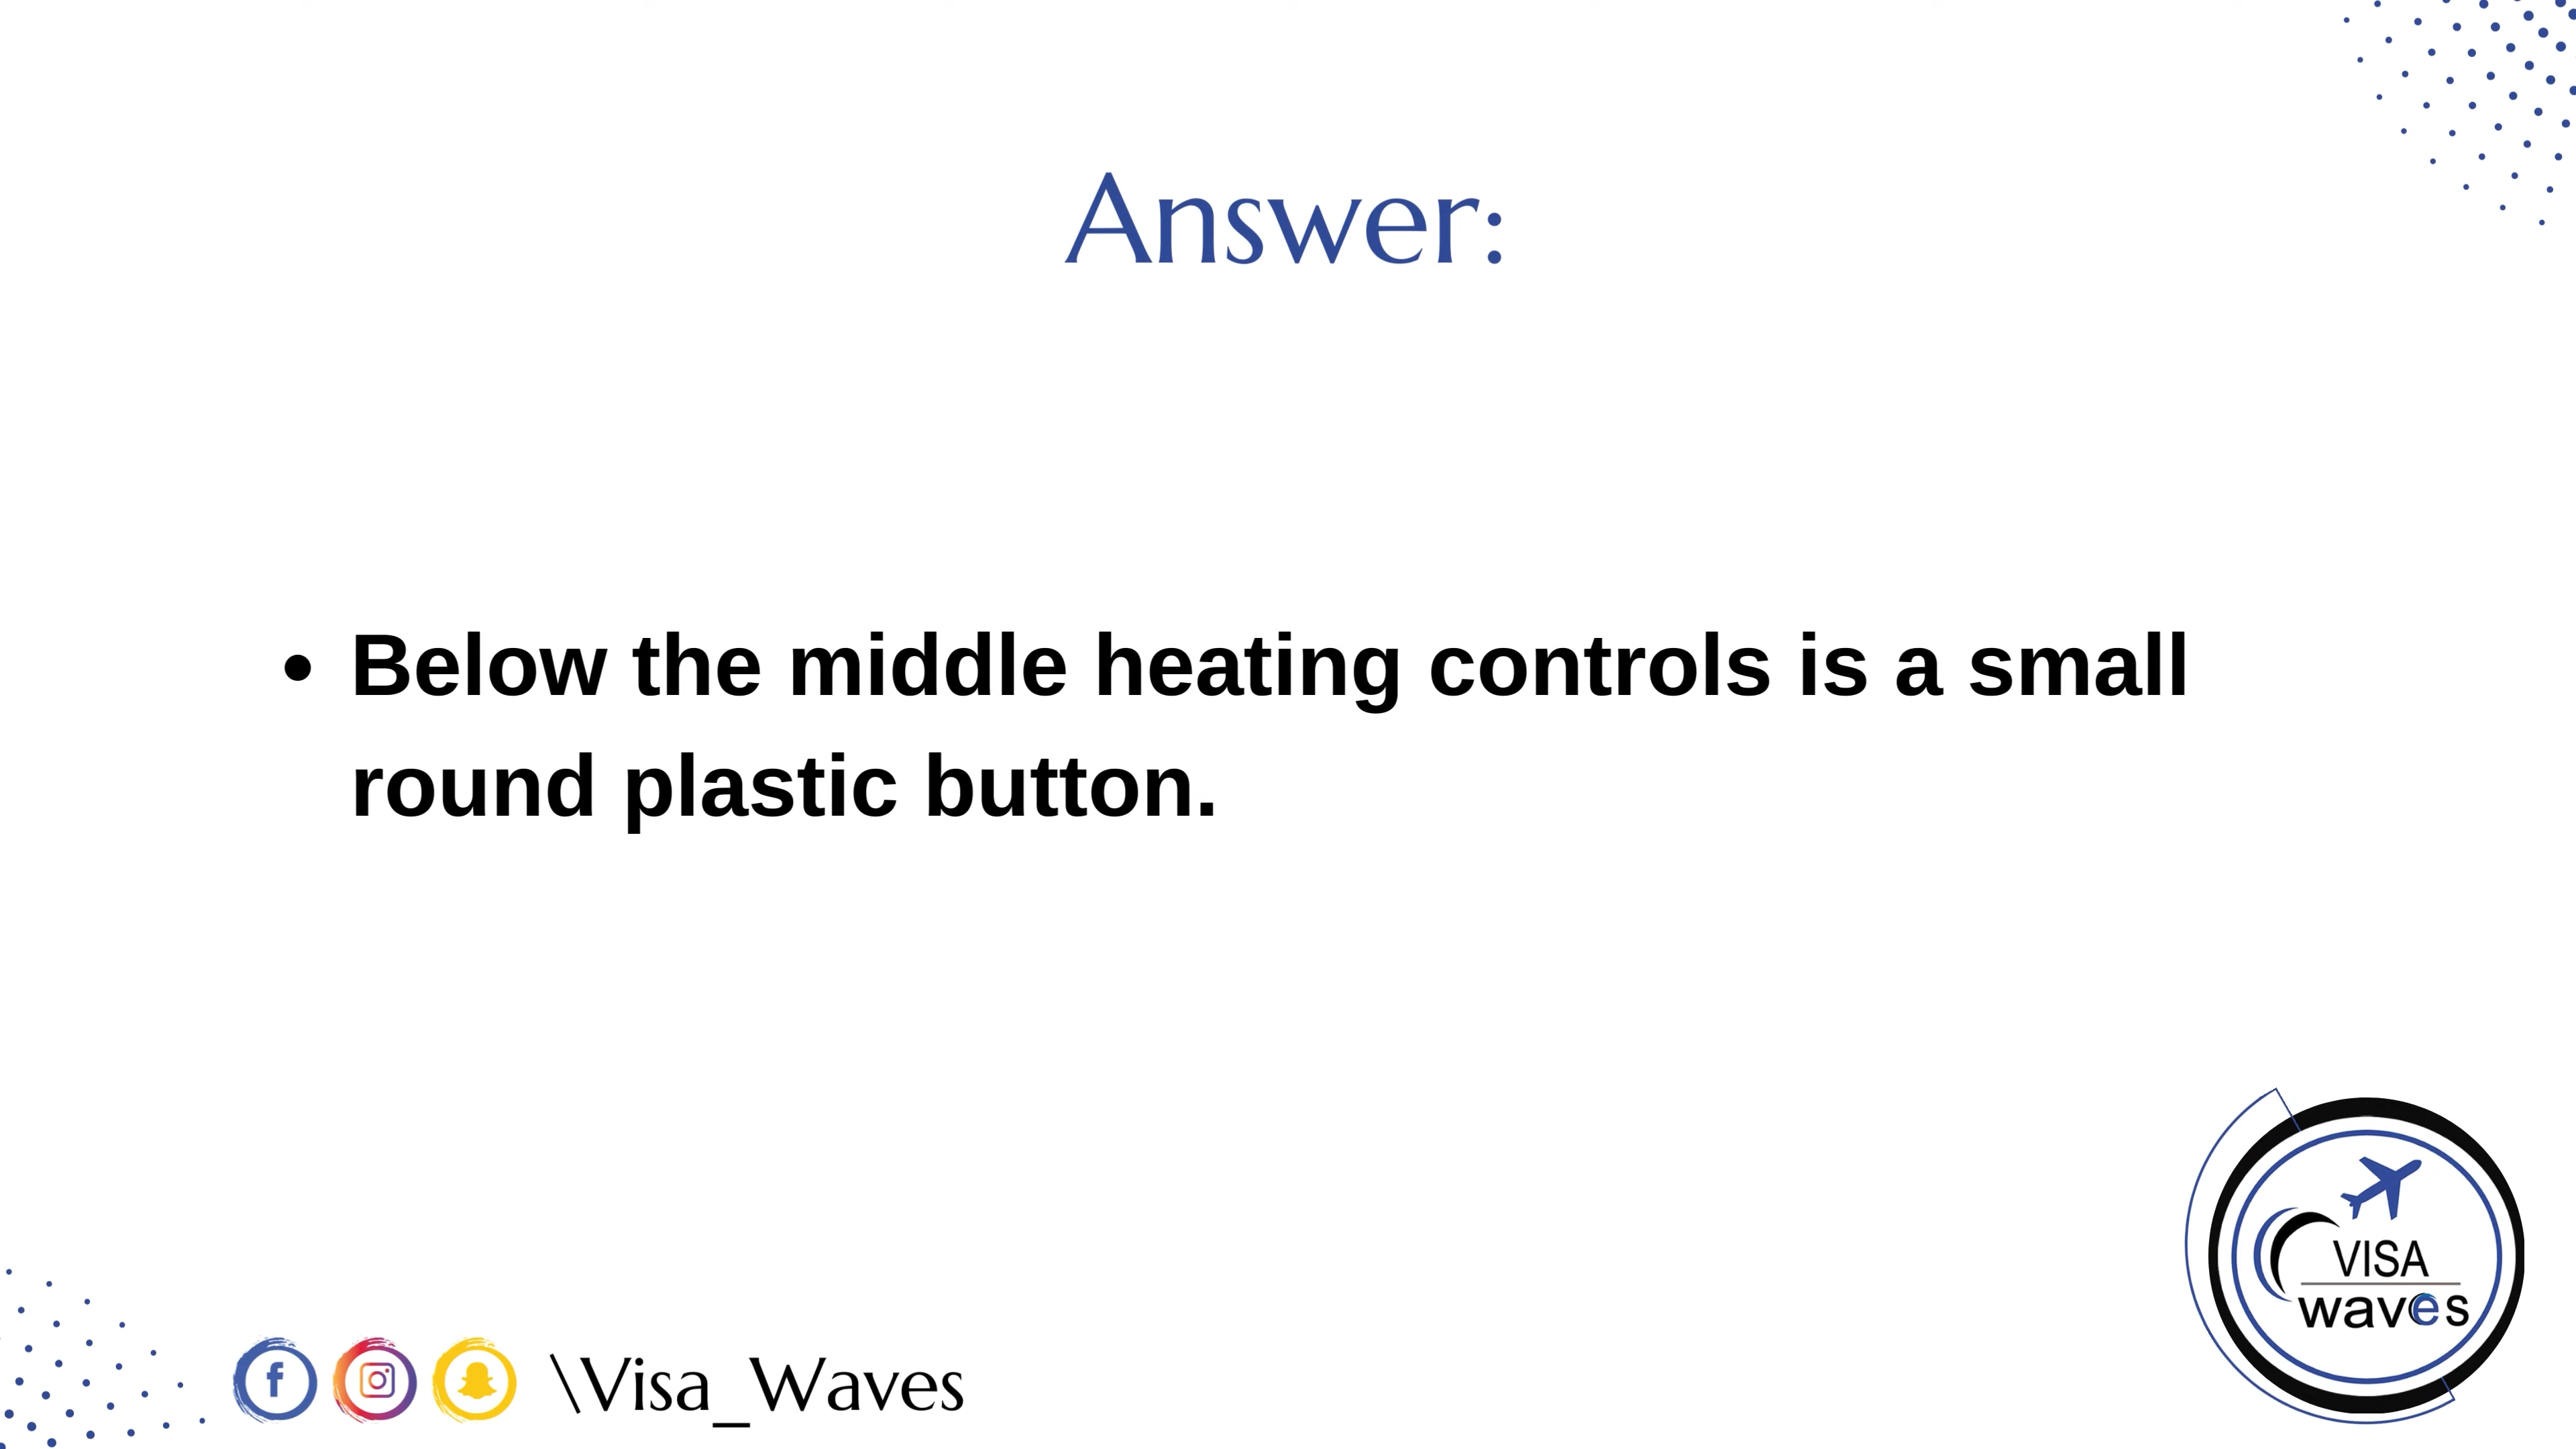 Answer:
• Below the middle heating controls is a small
round plastic button.
VISA
waves
\Visa_Waves